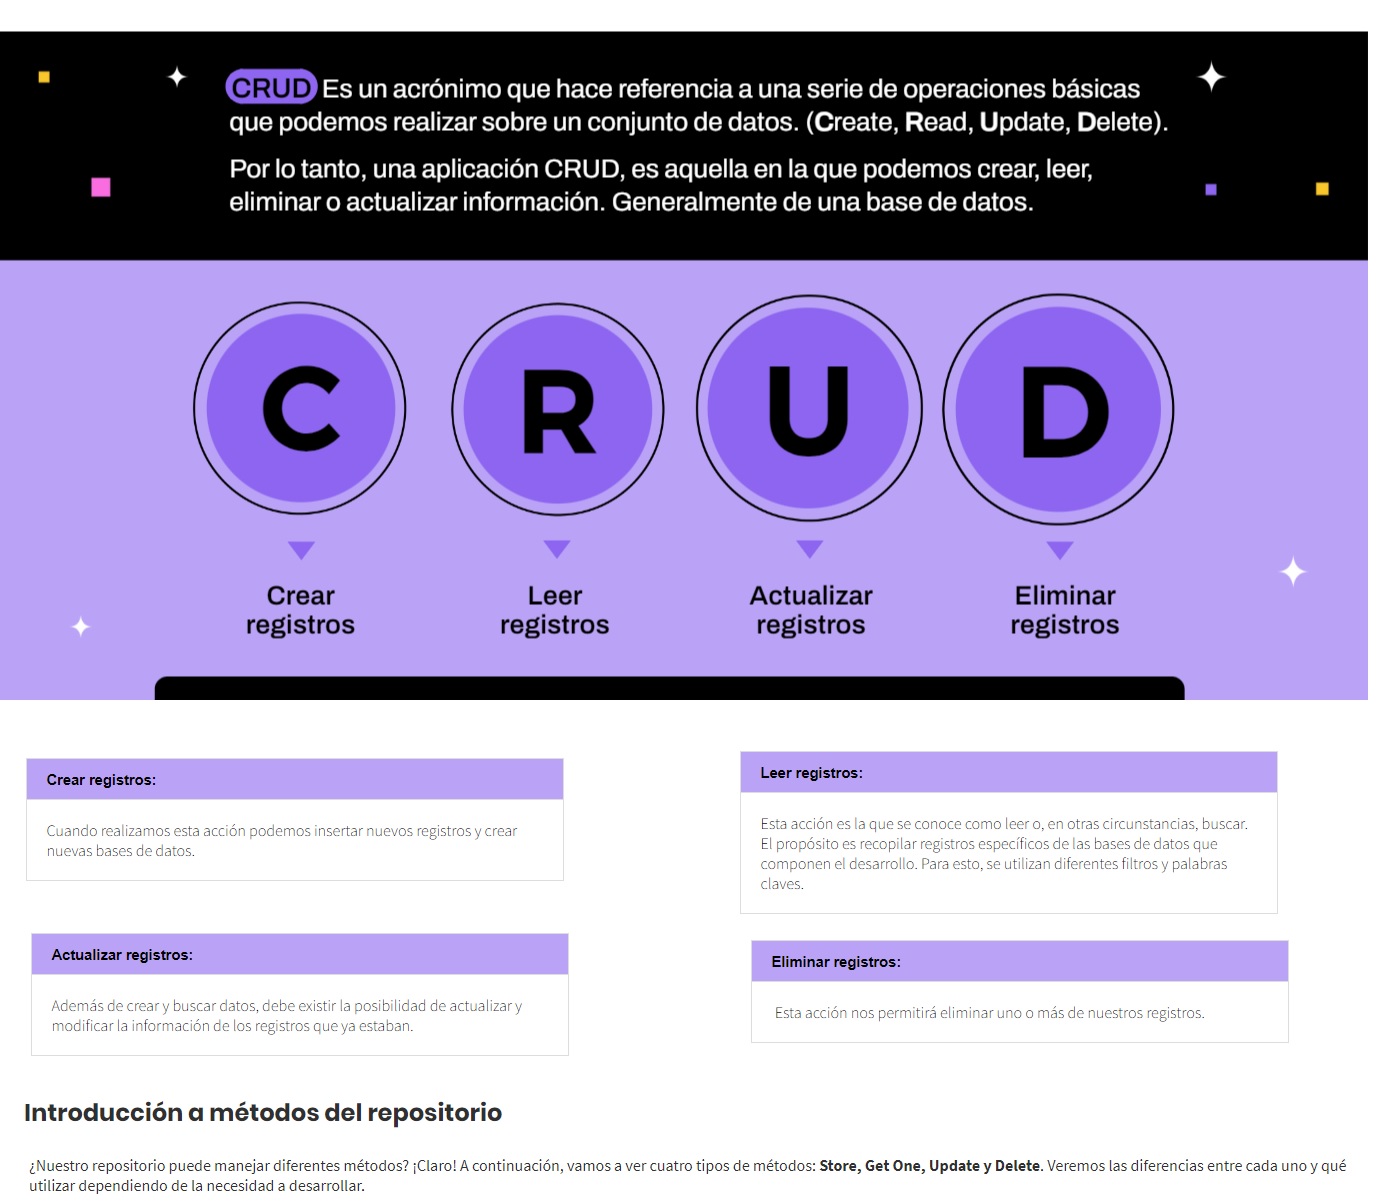 CRUD Es un acrónimo que hace referencia a una serie de operaciones básicas
que podemos realizar sobre un conjunto de datos. (Create, Read, Update, Delete).
Por lo tanto, una aplicación CRUD, es aquella en la que podemos crear, leer,
eliminar o actualizar información. Generalmente de una base de datos.
C R U D
Crear
registros
Leer
registros
Actualizar
registros
Eliminar
registros
Crear registros:
Cuando realizamos esta acción podemos insertar nuevos registros y crear
nuevas bases de datos.
Leer registros:
Esta acción es la que se conoce como leer o, en otras circunstancias, buscar.
El propósito es recopilar registros específicos de las bases de datos que
componen el desarrollo. Para esto, se utilizan diferentes filtros y palabras
claves.
Actualizar registros:
Además de crear y buscar datos, debe existir la posibilidad de actualizar y
modificar la información de los registros que ya estaban.
Eliminar registros:
Esta acción nos permitirá eliminar uno o más de nuestros registros.
Introducción a métodos del repositorio
¿Nuestro repositorio puede manejar diferentes métodos? ¡Claro! A continuación, vamos a ver cuatro tipos de métodos: Store, Get One, Update y Delete. Veremos las diferencias entre cada uno y qué
utilizar dependiendo de la necesidad a desarrollar.